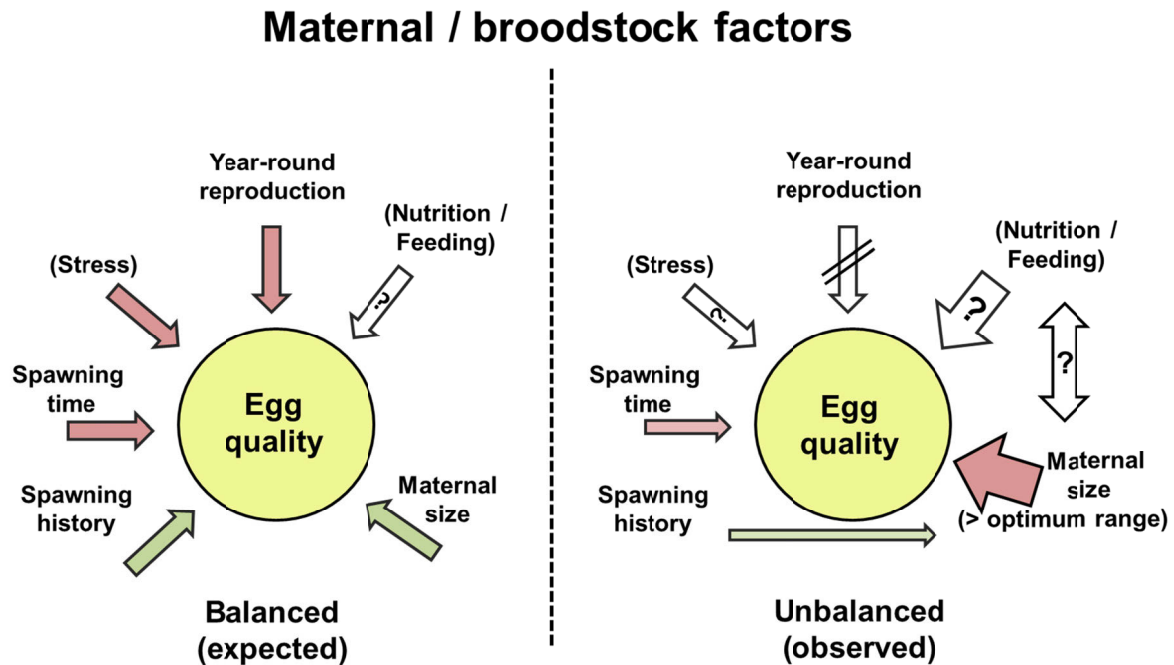 Maternal / broodstock factors
Year-round
reproduction
(Nutrition /
Feeding)
(Stress)
?
Spawning
time
Egg
quality
Spawning
history
Maternal
size
Balanced
(expected)
Year-round
reproduction
(Nutrition /
Feeding)
(Stress)
?
?
?
Spawning
time
Egg
quality
Spawning
history
Maternal
size
(> optimum range)
Unbalanced
(observed)